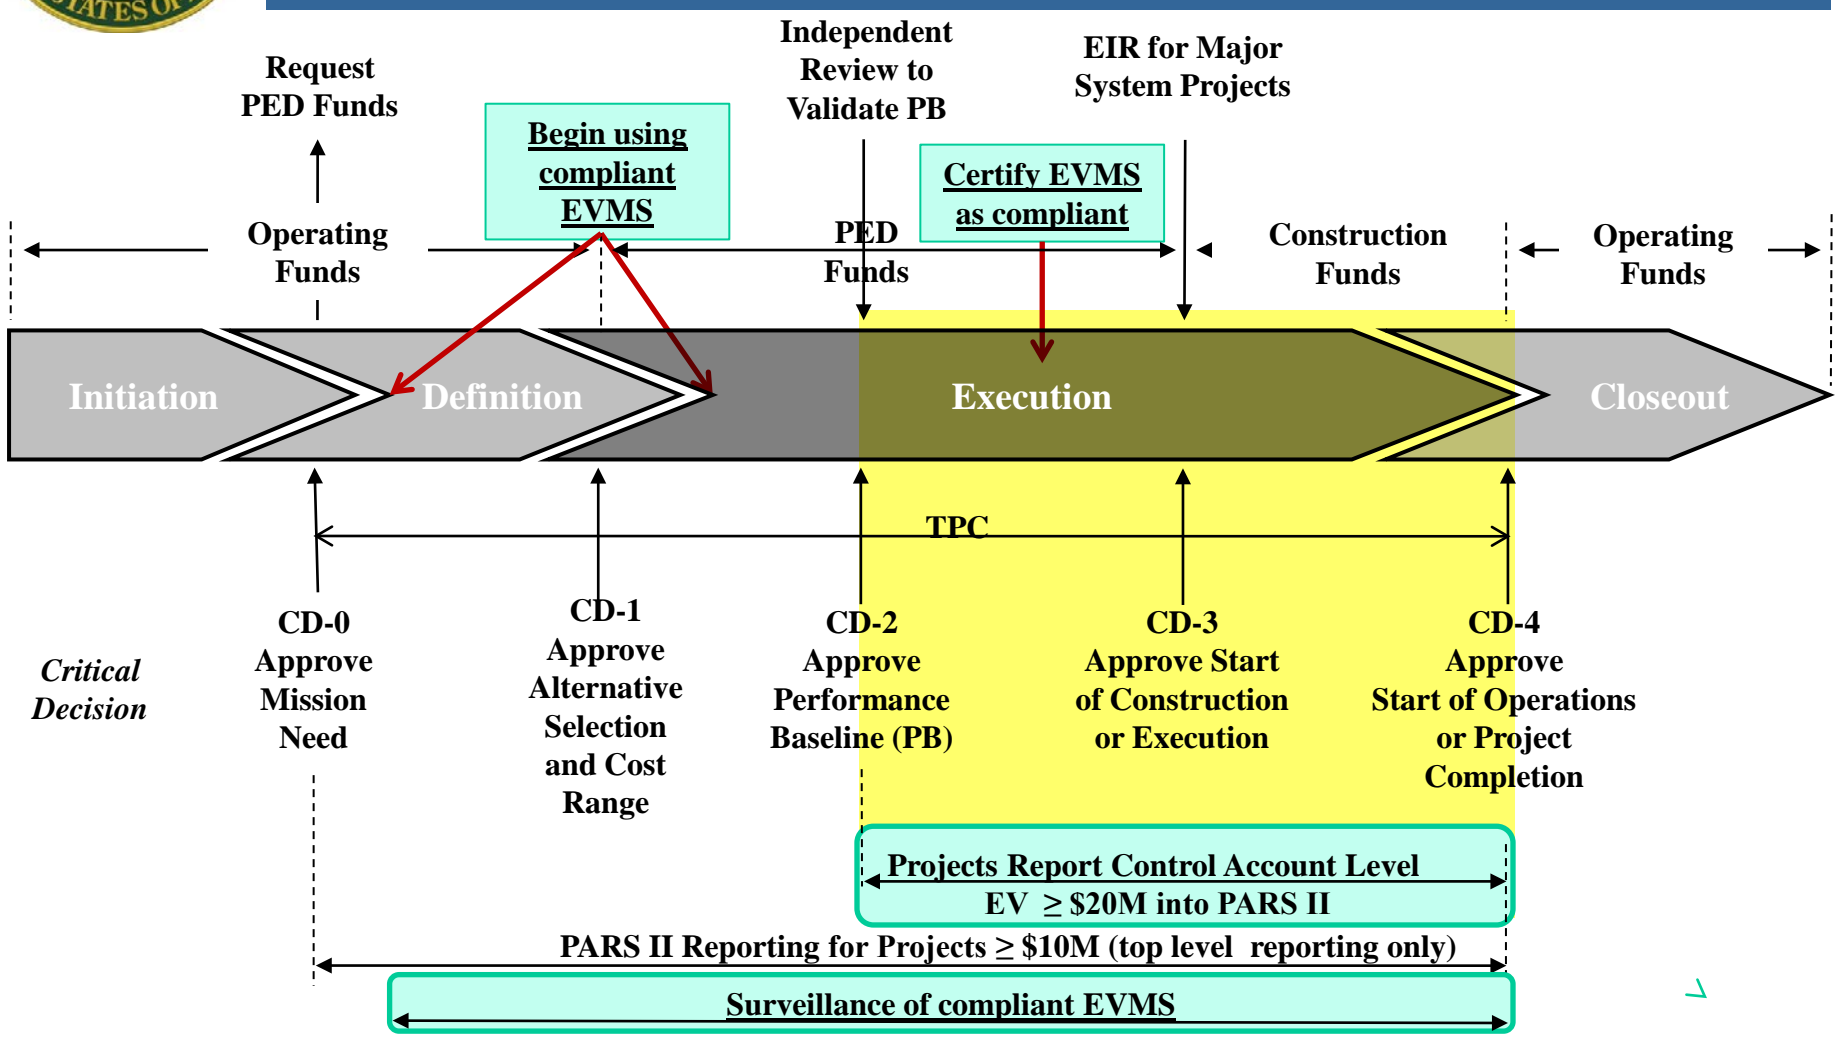 STATES OF
Request
PED Funds
Begin using
compliant
EVMS
Independent
Review to
Validate PB
EIR for Major
System Projects
Certify EVMS
as compliant
Operating
Funds
PED
Funds
Construction
Funds
Operating
Funds
Initiation
Definition
Execution
Closeout
TPC
Critical
Decision
CD-0
Approve
Mission
Need
CD-1
Approve
Alternative
Selection
and Cost
Range
CD-2
Approve
Performance
Baseline (PB)
CD-3
Approve Start
of Construction
or Execution
CD-4
Approve
Start of Operations
or Project
Completion
Projects Report Control Account Level
EV ≥ $20M into PARS II
PARS II Reporting for Projects ≥ $10M (top level reporting only)
Surveillance of compliant EVMS
7